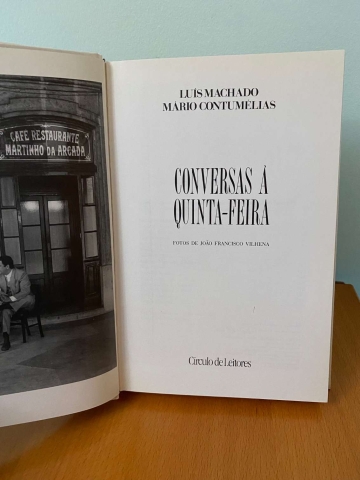 CAFÉ RESTAURANTE
MARTINHO DA ARCADA
LUÍS MACHADO
MÁRIO CONTUMÉLIAS
CONVERSAS Á
QUINTA-FEIRA
FOTOS DE JOÃO FRANCISCO VILHENA
Círculo de Leitores